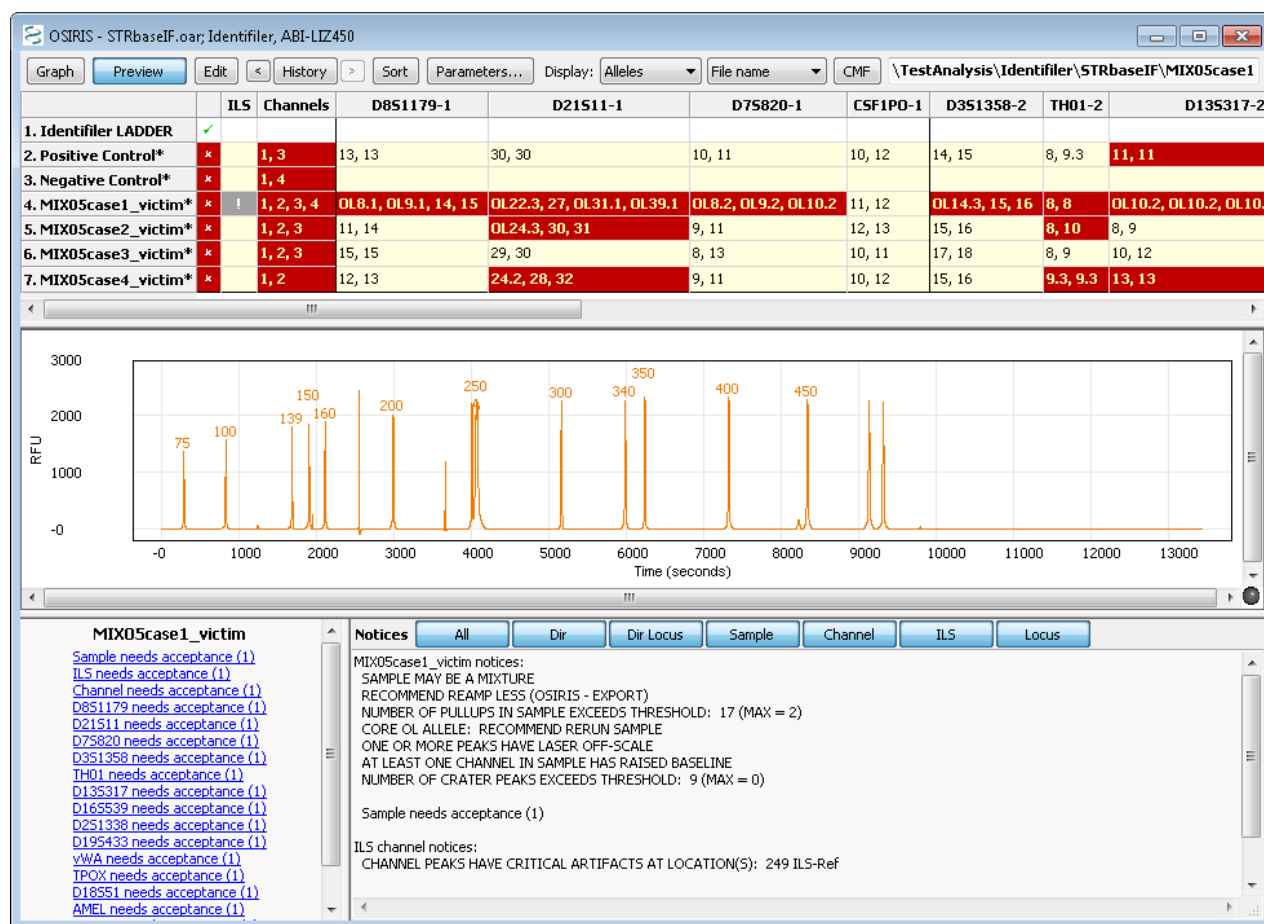 OSIRIS - STRbaseIF.oar; Identifiler, ABI-LIZ450
Graph Preview Edit < History > Sort Parameters... Display: Alleles File name CMF \TestAnalysis\Identifiler\STRbaseIF\MIX05case1
ILS Channels D8S1179-1 D21S11-1 D7S820-1 CSF1PO-1 D3S1358-2 TH01-2 D13S317-2
1. Identifiler LADDER
2. Positive Control* 1, 3 13, 13 30, 30 10, 11 10, 12 14, 15 8, 9.3 11, 11
3. Negative Control* 1, 4
4. MIX05case1_victim* ! 1, 2, 3, 4 OL8.1, OL9.1, 14, 15 OL22.3, 27, OL31.1, OL39.1 OL8.2, OL9.2, OL10.2 11, 12 OL14.3, 15, 16 8, 8 OL10.2, OL10.2, OL10.
5. MIX05case2_victim* 1, 2, 3 11, 14 OL24.3, 30, 31 9, 11 12, 13 15, 16 8, 10 8, 9
6. MIX05case3_victim* 1, 2, 3 15, 15 29, 30 8, 13 10, 11 17, 18 8, 9 10, 12
7. MIX05case4_victim* 1, 2 12, 13 24.2, 28, 32 9, 11 10, 12 15, 16 9.3, 9.3 13, 13
3000
2000
1000
-0
RFU
75 100 139 150 160 200 250 300 340 350 400 450
-0 1000 2000 3000 4000 5000 6000 7000 8000 9000 10000 11000 12000 13000
Time (seconds)
MIX05case1_victim
Sample needs acceptance (1)
ILS needs acceptance (1)
Channel needs acceptance (1)
D8S1179 needs acceptance (1)
D21S11 needs acceptance (1)
D7S820 needs acceptance (1)
D3S1358 needs acceptance (1)
TH01 needs acceptance (1)
D13S317 needs acceptance (1)
D16S539 needs acceptance (1)
D2S1338 needs acceptance (1)
D19S433 needs acceptance (1)
vWA needs acceptance (1)
TPOX needs acceptance (1)
D18S51 needs acceptance (1)
AMEL needs acceptance (1)
Notices All Dir Dir Locus Sample Channel ILS Locus
MIX05case1_victim notices:
SAMPLE MAY BE A MIXTURE
RECOMMEND REAMP LESS (OSIRIS - EXPORT)
NUMBER OF PULLUPS IN SAMPLE EXCEEDS THRESHOLD: 17 (MAX = 2)
CORE OL ALLELE: RECOMMEND RERUN SAMPLE
ONE OR MORE PEAKS HAVE LASER OFF-SCALE
AT LEAST ONE CHANNEL IN SAMPLE HAS RAISED BASELINE
NUMBER OF CRATER PEAKS EXCEEDS THRESHOLD: 9 (MAX = 0)
Sample needs acceptance (1)
ILS channel notices:
CHANNEL PEAKS HAVE CRITICAL ARTIFACTS AT LOCATION(S): 249 ILS-Ref